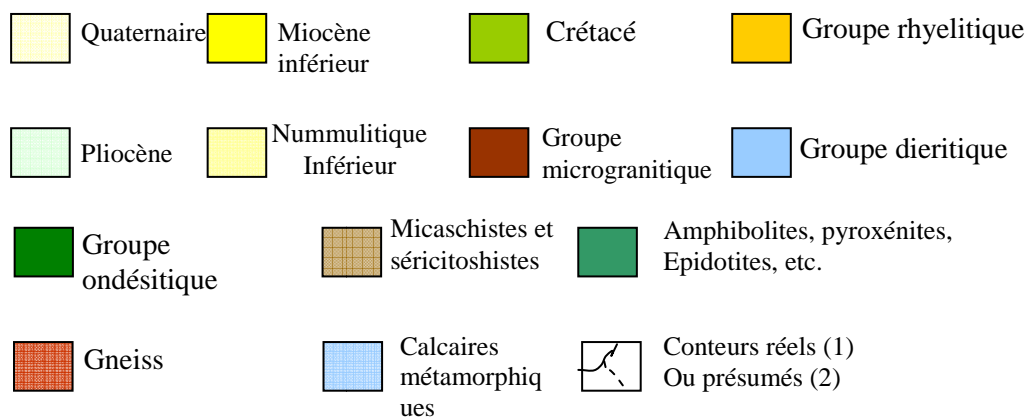 Quaternaire
Miocène
inférieur
Crétacé
Groupe rhyelitique
Pliocène
Nummulitique
Inférieur
Groupe
microgranitique
Groupe dieritique
Groupe
ondésitique
Micaschistes et
séricitoshistes
Amphibolites, pyroxénites,
Epidotites, etc.
Gneiss
Calcaires
métamorphiq
ues
Conteurs réels (1)
Ou présumés (2)